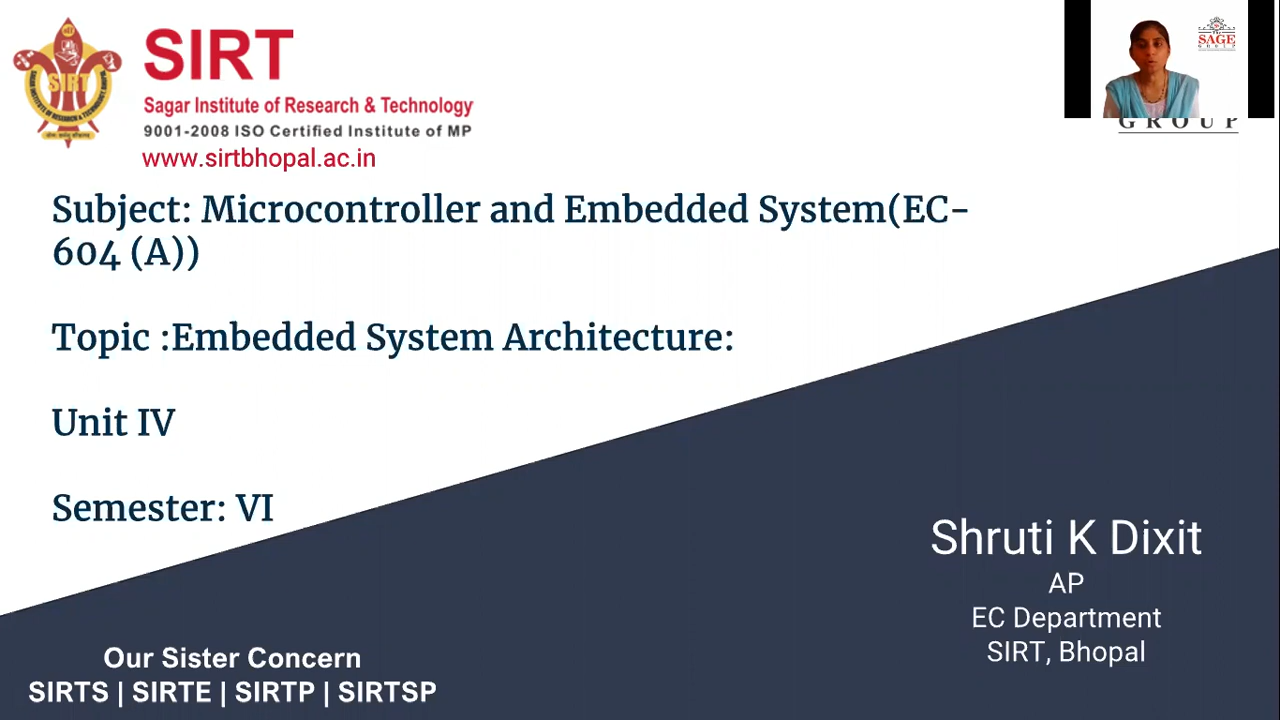 SIRT
Sagar Institute of Research & Technology
9001-2008 ISO Certified Institute of MP
www.sirtbhopal.ac.in
SIRT
SAGE
GROUP
GROUP
Subject: Microcontroller and Embedded System(EC-
604 (A))
Topic :Embedded System Architecture:
Unit IV
Semester: VI
Shruti K Dixit
AP
EC Department
SIRT, Bhopal
Our Sister Concern
SIRTS | SIRTE | SIRTP | SIRTSP